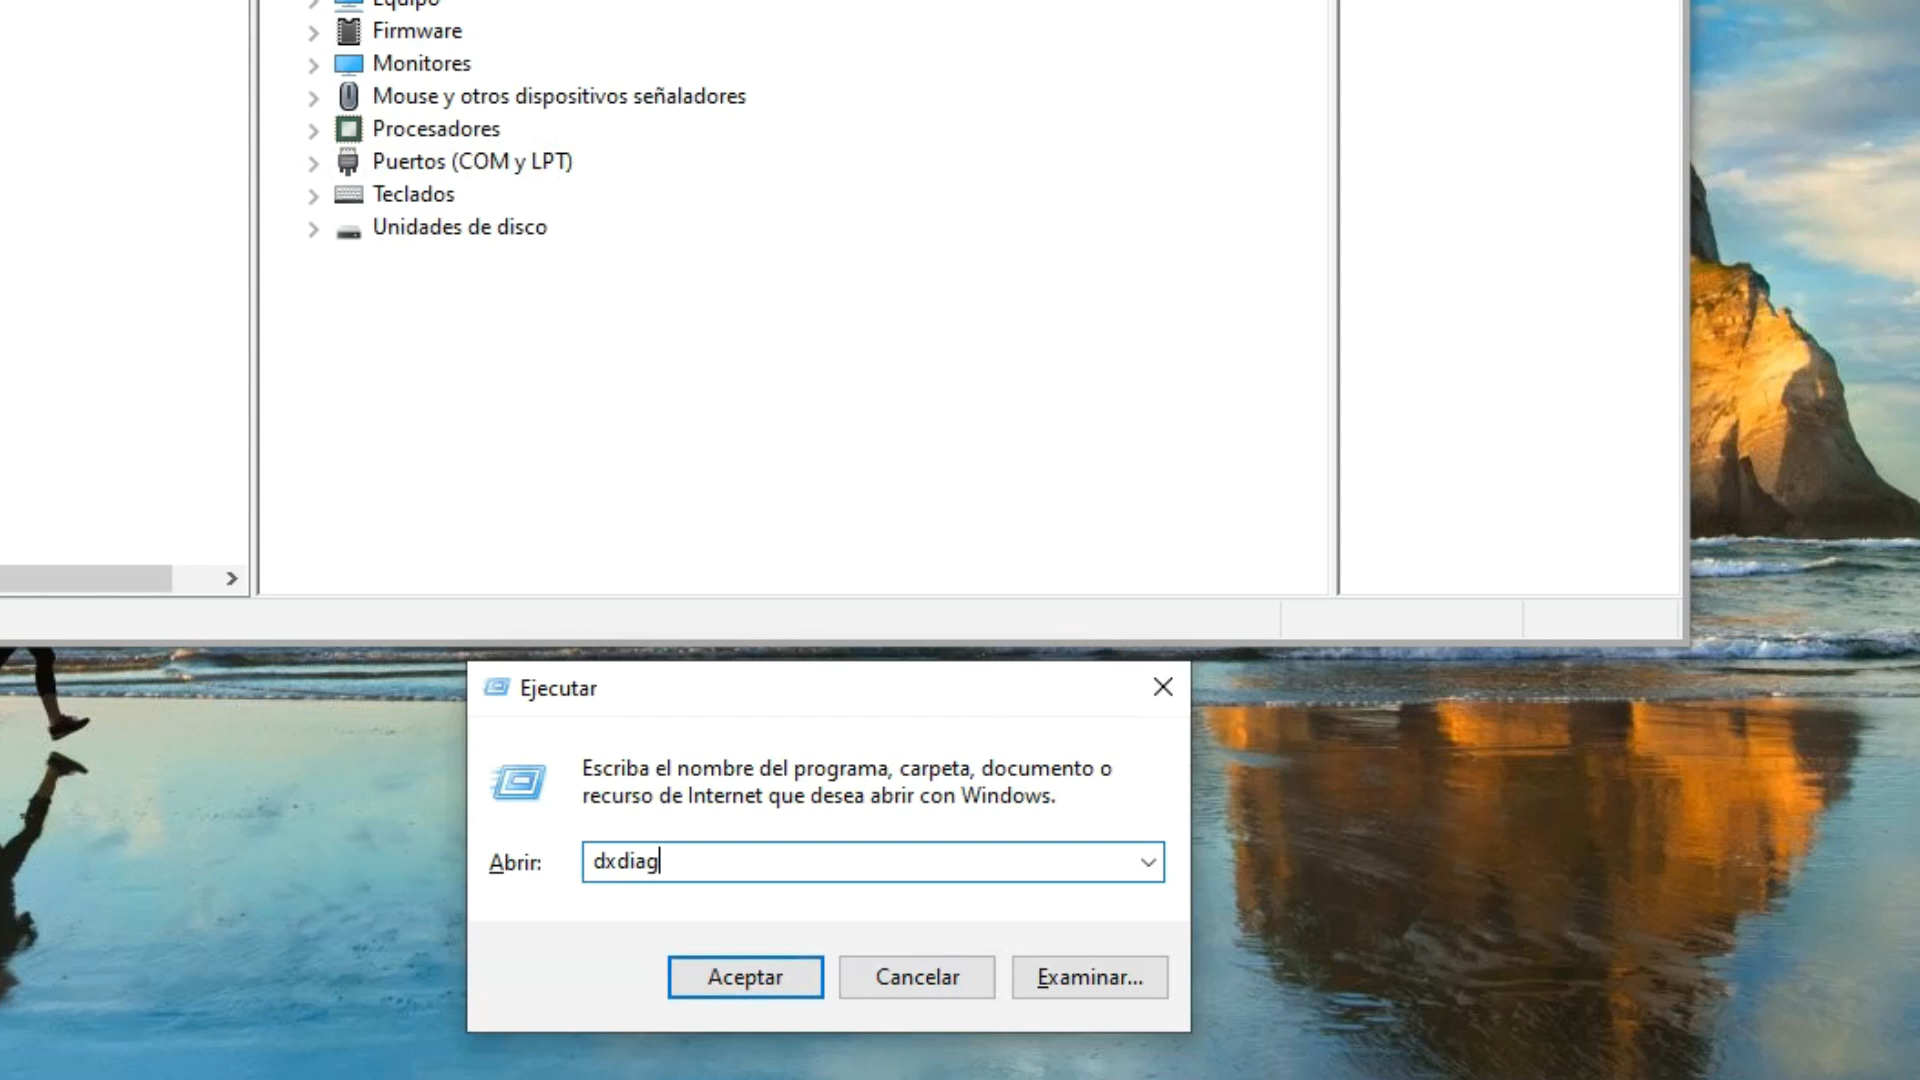 Equipo
Firmware
Monitores
Mouse y otros dispositivos señaladores
Procesadores
Puertos (COM y LPT)
Teclados
Unidades de disco
Ejecutar
Escriba el nombre del programa, carpeta, documento o
recurso de Internet que desea abrir con Windows.
Abrir: dxdiag
Aceptar Cancelar Examinar...